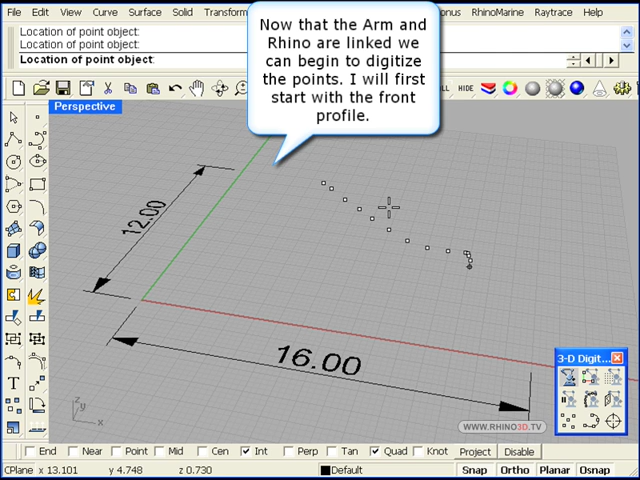 File Edit View Curve Surface Solid Transform
onus RhinoMarine Raytrace Help
Now that the Arm and
Rhino are linked we
can begin to digitize
the points. I will first
start with the front
profile.
Location of point object:
Location of point object:
Location of point object:
HIDE
Perspective
12.00
16.00
3-D Digit...
WWW.RHINO3D.TV
z
y
x
T
End Near Point Mid Cen Int Perp Tan Quad Knot Project Disable
CPlane x 13.101 y 4.748 z 0.730 Default Snap Ortho Planar Osnap